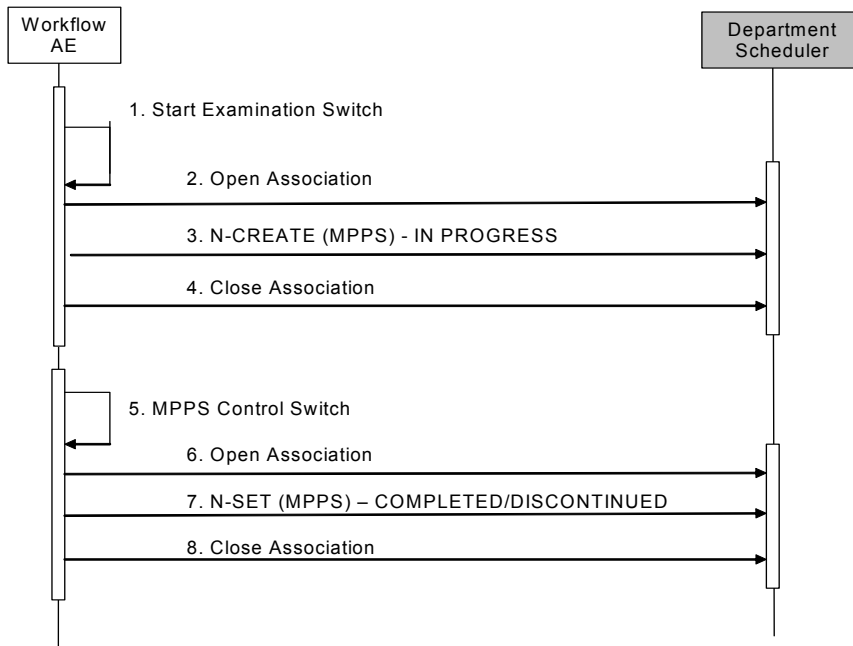 Workflow
AE
Department
Scheduler
1. Start Examination Switch
2. Open Association
3. N-CREATE (MPPS) - IN PROGRESS
4. Close Association
5. MPPS Control Switch
6. Open Association
7. N-SET (MPPS) – COMPLETED/DISCONTINUED
8. Close Association